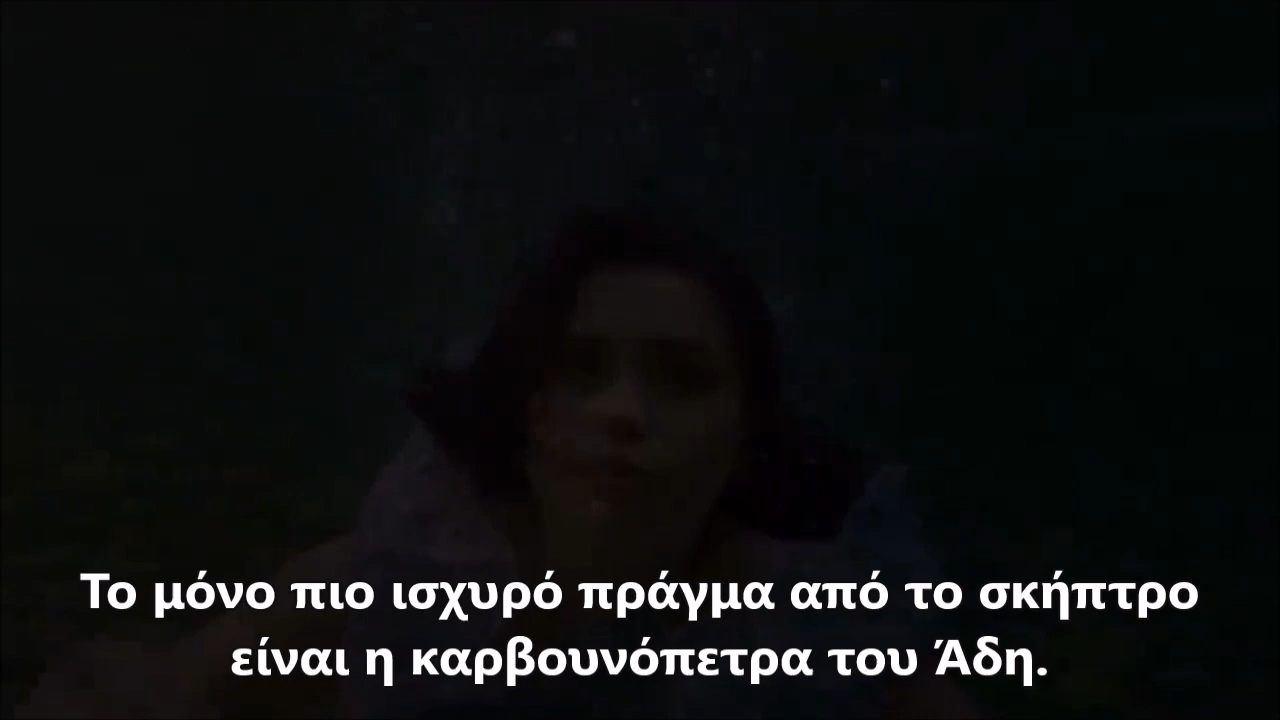 Το μόνο πιο ισχυρό πράγμα από το σκήπτρο
είναι η καρβουνόπετρα του Άδη.